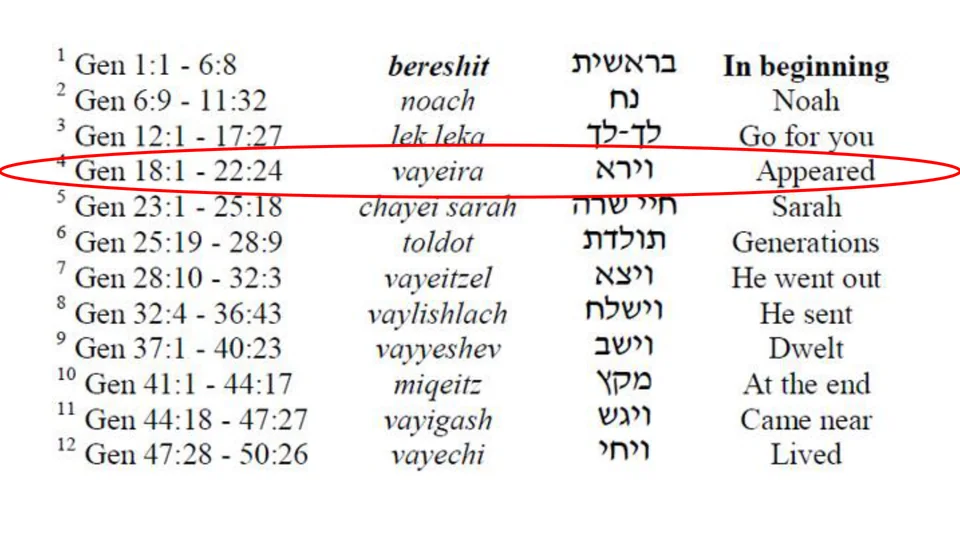 1 Gen 1:1 - 6:8 bereshit בראשית In beginning
2 Gen 6:9 - 11:32 noach נח Noah
3 Gen 12:1 - 17:27 lek leka לך-לך Go for you
4 Gen 18:1 - 22:24 vayeira וירא Appeared
5 Gen 23:1 - 25:18 chayei sarah חיי שרה Sarah
6 Gen 25:19 - 28:9 toldot תולדת Generations
7 Gen 28:10 - 32:3 vayeitzel ויצא He went out
8 Gen 32:4 - 36:43 vaylishlach וישלח He sent
9 Gen 37:1 - 40:23 vayyeshev וישב Dwelt
10 Gen 41:1 - 44:17 miqeitz מקץ At the end
11 Gen 44:18 - 47:27 vayigash ויגש Came near
12 Gen 47:28 - 50:26 vayechi ויחי Lived